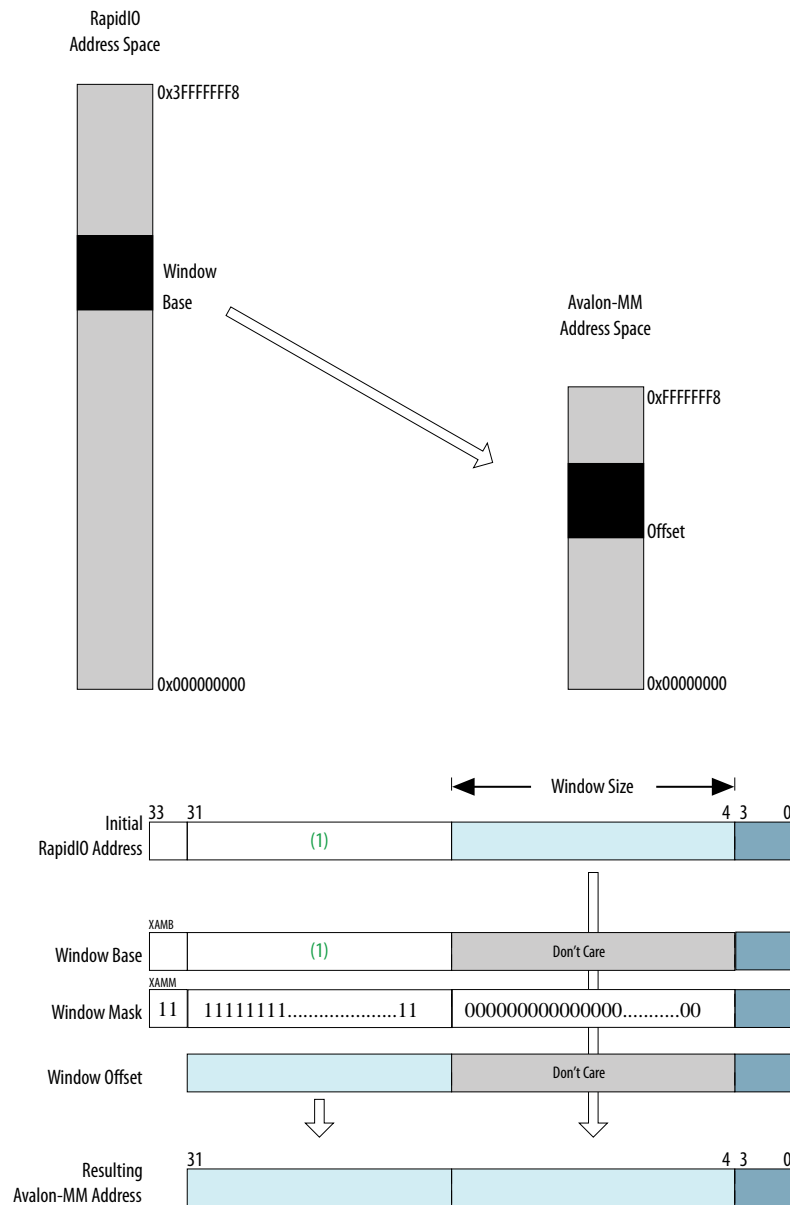 RapidIO
Address Space
0x3FFFFFFF8
Window
Base
0x000000000
Avalon-MM
Address Space
0xFFFFFFF8
Offset
0x00000000
Window Size
33 31 4 3 0
Initial
RapidIO Address
(1)
XAMB
Window Base
(1)
Don't Care
XAMM
Window Mask
11
11111111.....................11
000000000000000..........00
Window Offset
Don't Care
31 4 3 0
Resulting
Avalon-MM Address